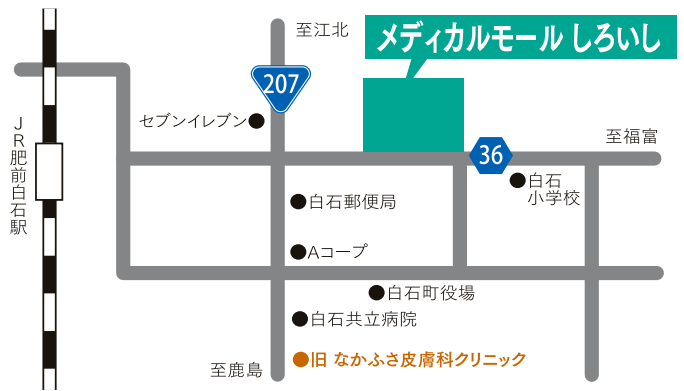 至江北
メディカルモール しろいし
207
セブンイレブン
至福富
36
JR肥前白石駅
白石
小学校
白石郵便局
Aコープ
白石町役場
白石共立病院
旧 なかふさ皮膚科クリニック
至鹿島